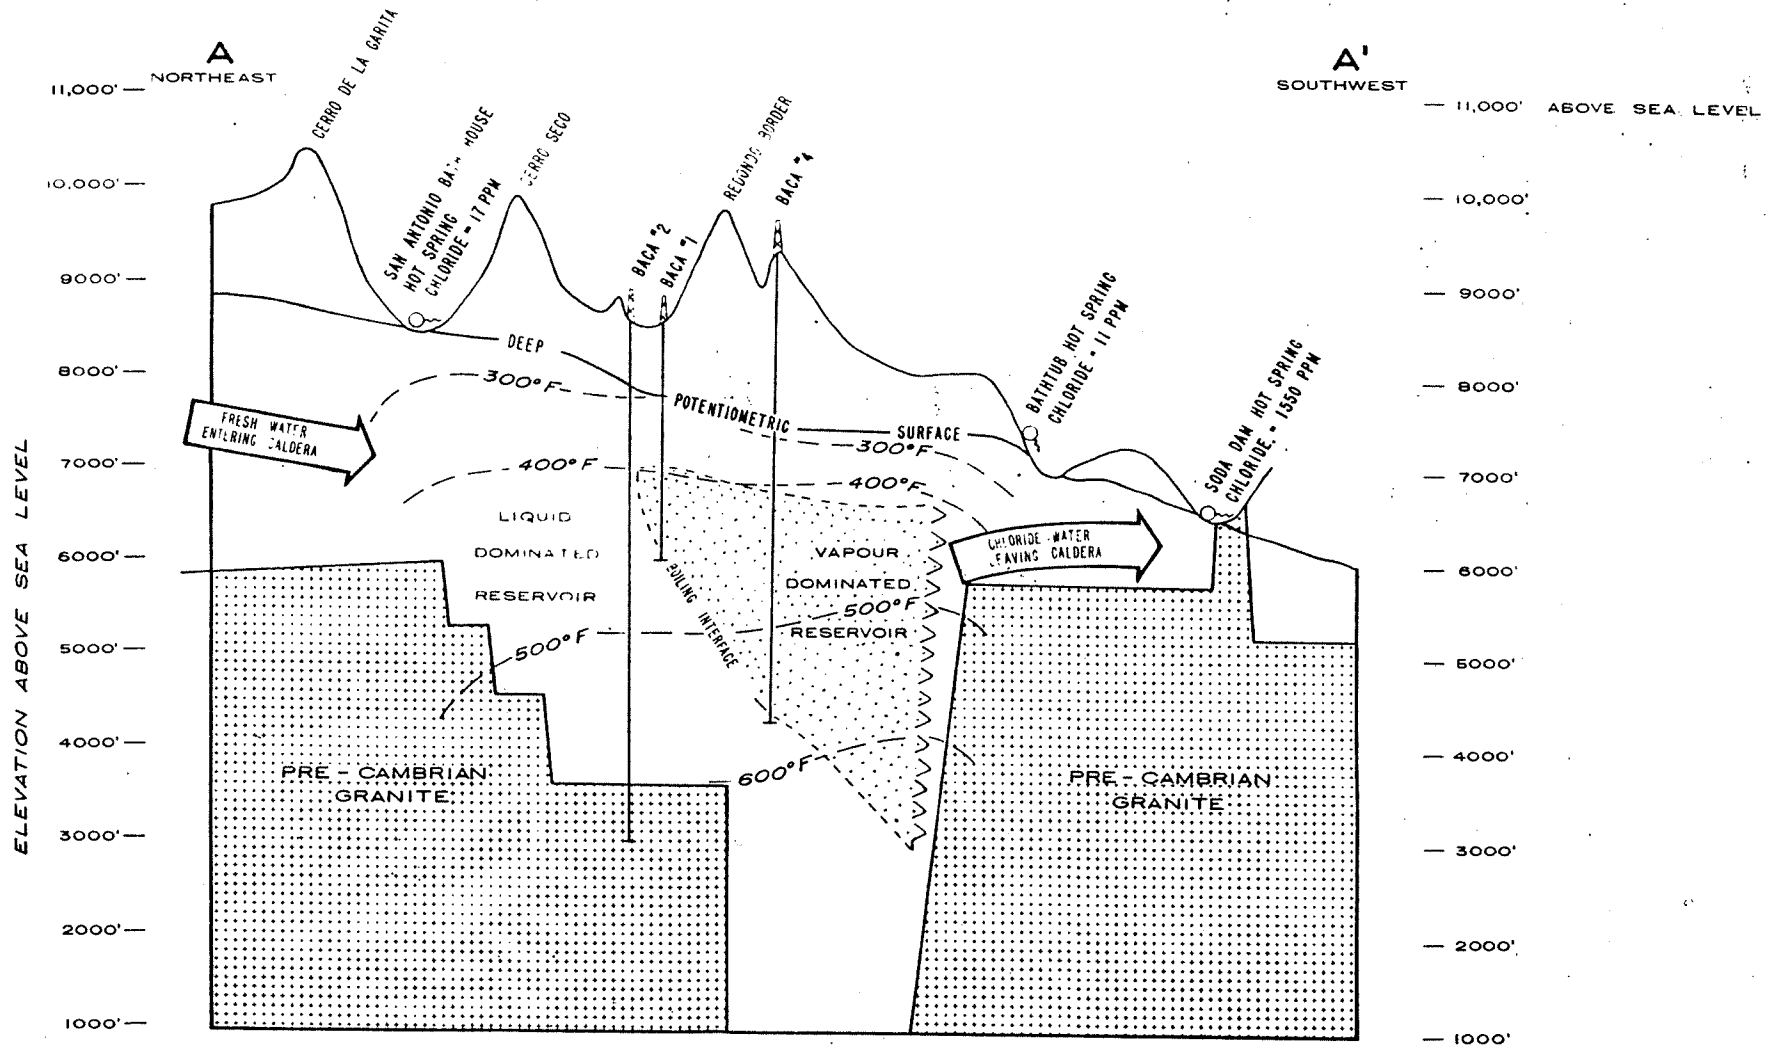 A
NORTHEAST
A'
SOUTHWEST
11,000'
10,000'
9000'
8000'
7000'
6000'
5000'
4000'
3000'
2000'
1000'
ELEVATION ABOVE SEA LEVEL
11,000' ABOVE SEA LEVEL
10,000'
9000'
8000'
7000'
6000'
5000'
4000'
3000'
2000'
1000'
CERRO DE LA GARITA
SAN ANTONIO BATH HOUSE
HOT SPRING
CHLORIDE = 17 PPM
CERRO SECO
BACA #2
BACA #1
REDONDO BORDER
BACA #4
BATHTUB HOT SPRING
CHLORIDE = 11 PPM
SODA DAM HOT SPRING
CHLORIDE = 1550 PPM
DEEP
POTENTIOMETRIC
SURFACE
300°F
300°F
FRESH WATER
ENTERING CALDERA
400°F
400°F
LIQUID
DOMINATED
RESERVOIR
VAPOUR
DOMINATED
RESERVOIR
CHLORIDE WATER
LEAVING CALDERA
BOILING INTERFACE
500°F
500°F
600°F
PRE-CAMBRIAN
GRANITE
PRE-CAMBRIAN
GRANITE